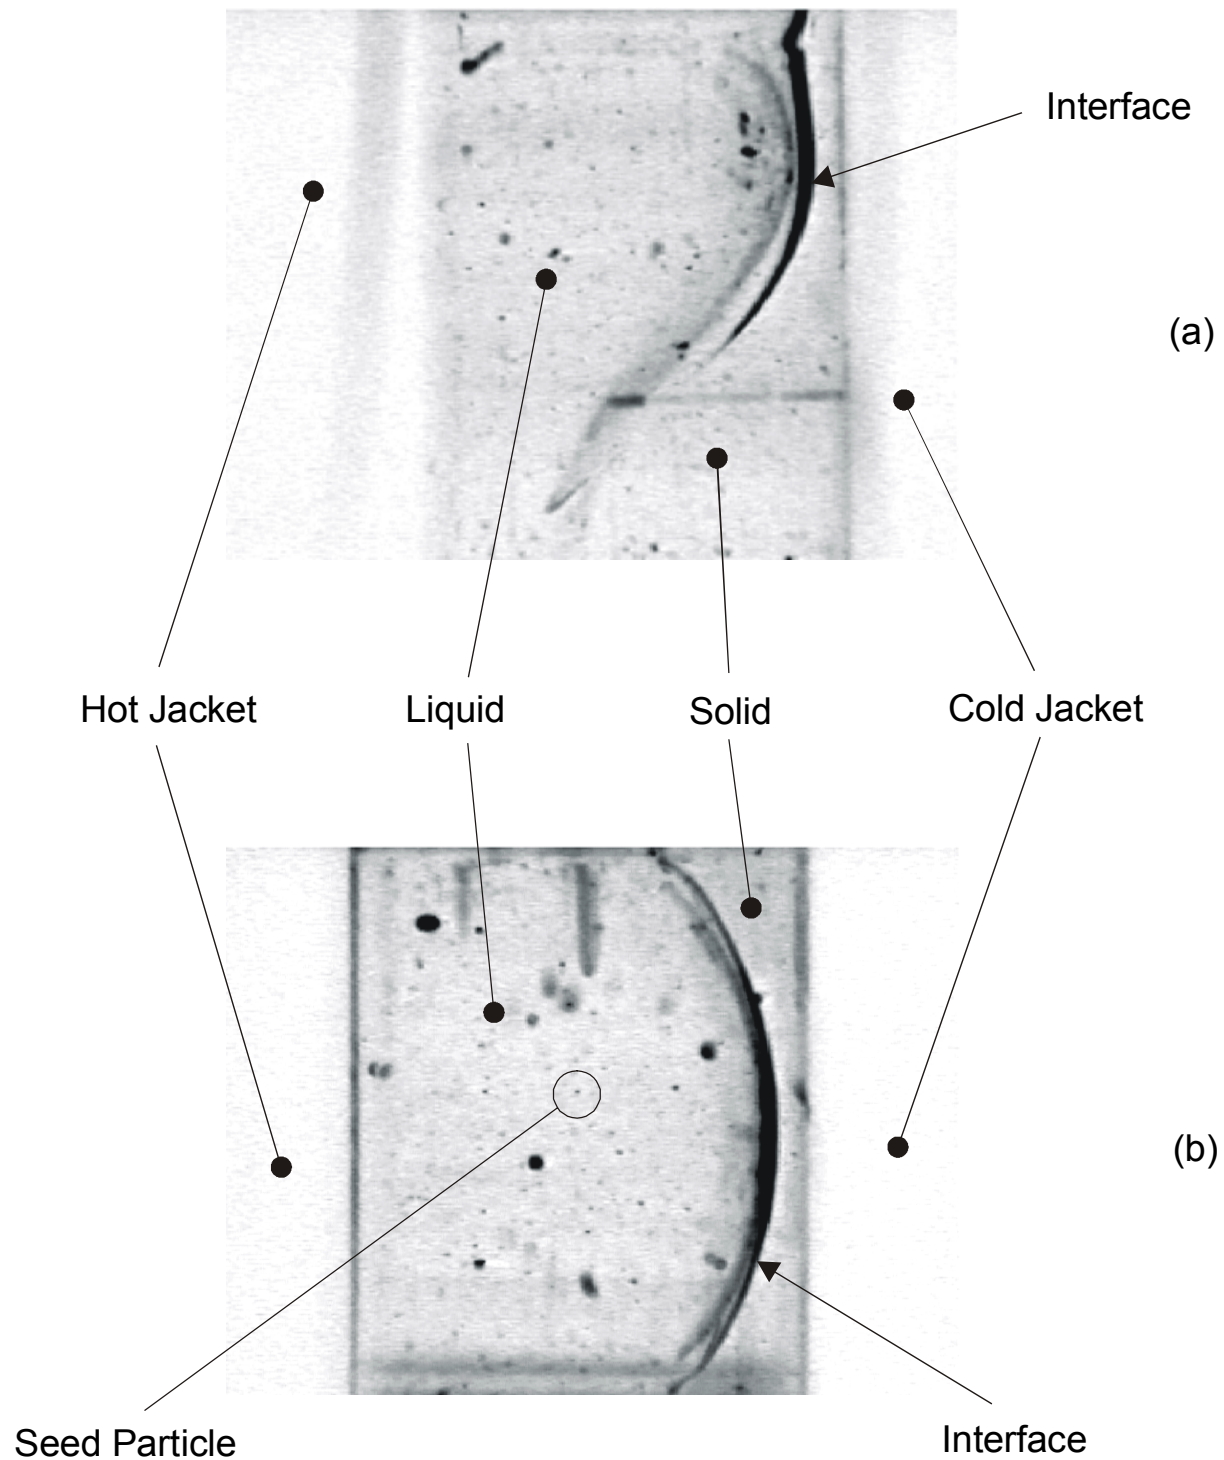 Interface
(a)
Hot Jacket
Liquid
Solid
Cold Jacket
(b)
Seed Particle
Interface